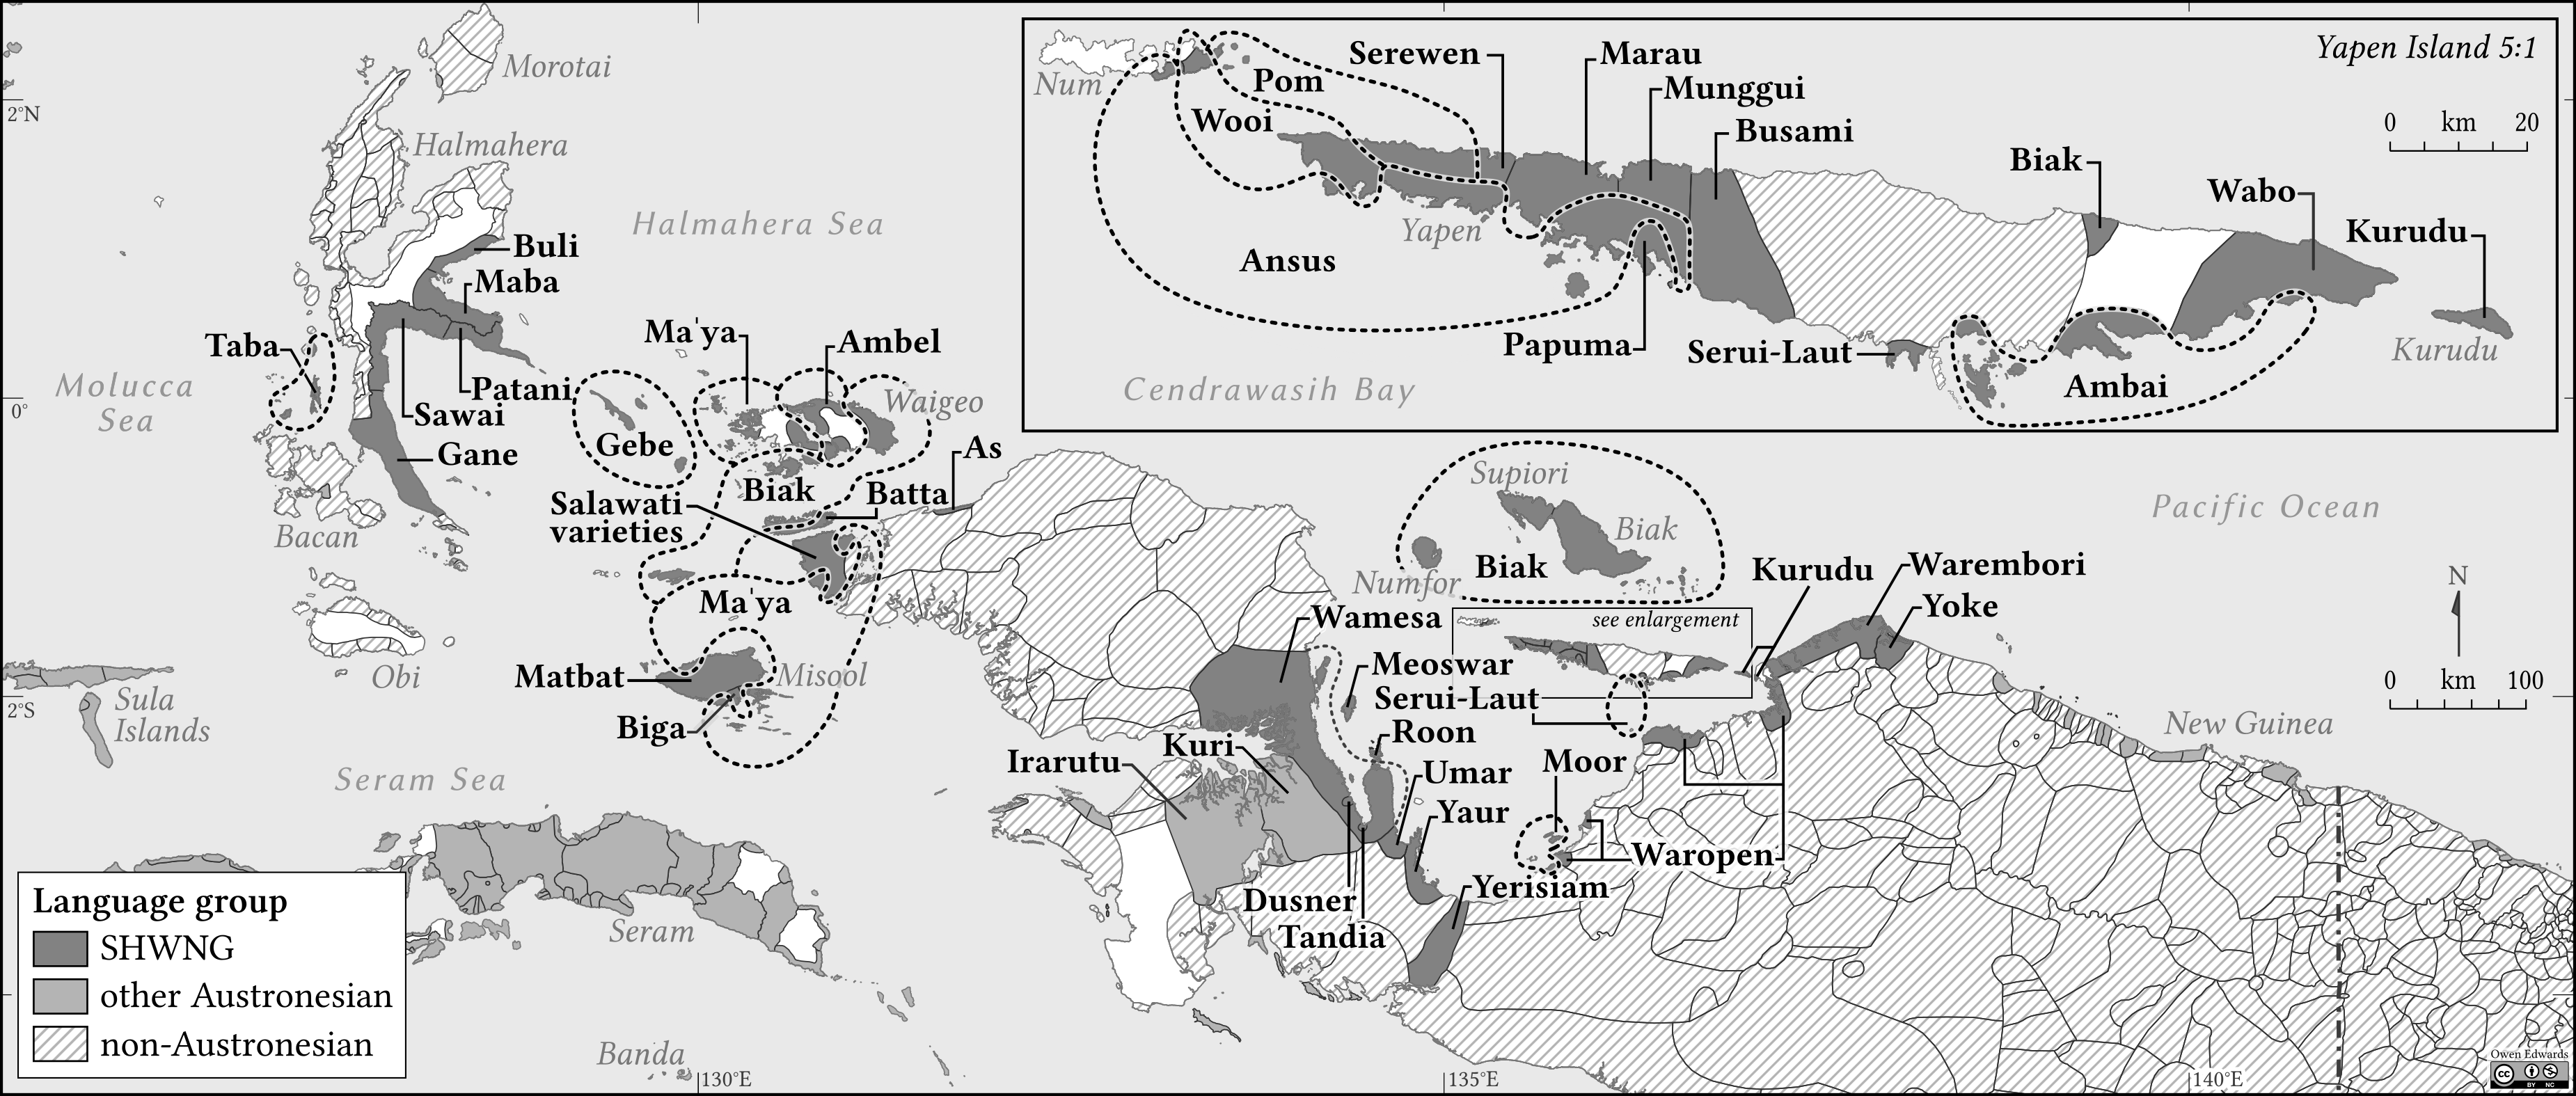 Morotai
2°N
Halmahera
Halmahera Sea
Buli
Maba
Taba
Molucca
Sea
0°
Patani
Sawai
Gane
Bacan
Obi
Sula
Islands
2°S
Seram Sea
Seram
Banda
Ma'ya
Ambel
Waigeo
Gebe
As
Biak
Batta
Salawati
varieties
Ma'ya
Matbat
Misool
Biga
Yapen Island 5:1
0 km 20
Num
Pom
Wooi
Serewen
Marau
Munggui
Busami
Biak
Wabo
Kurudu
Kurudu
Yapen
Ansus
Papuma
Serui-Laut
Ambai
Cendrawasih Bay
Supiori
Biak
Numfor
Biak
Pacific Ocean
Kurudu
Warembori
Yoke
see enlargement
N
0 km 100
New Guinea
Wamesa
Meoswar
Serui-Laut
Roon
Irarutu
Kuri
Umar
Moor
Yaur
Waropen
Yerisiam
Dusner
Tandia
Language group
SHWNG
other Austronesian
non-Austronesian
130°E
135°E
140°E
Owen Edwards
cc
BY NC